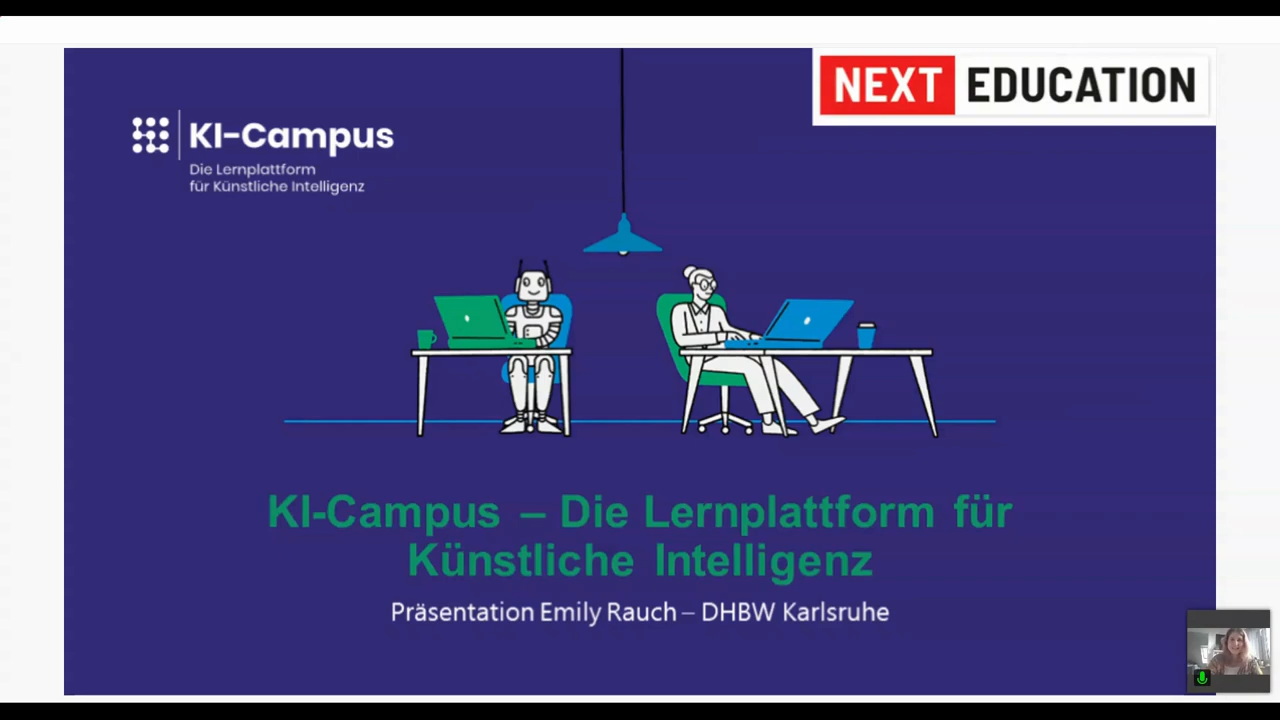 NEXT EDUCATION
KI-Campus
Die Lernplattform
für Künstliche Intelligenz
KI-Campus – Die Lernplattform für
Künstliche Intelligenz
Präsentation Emily Rauch – DHBW Karlsruhe